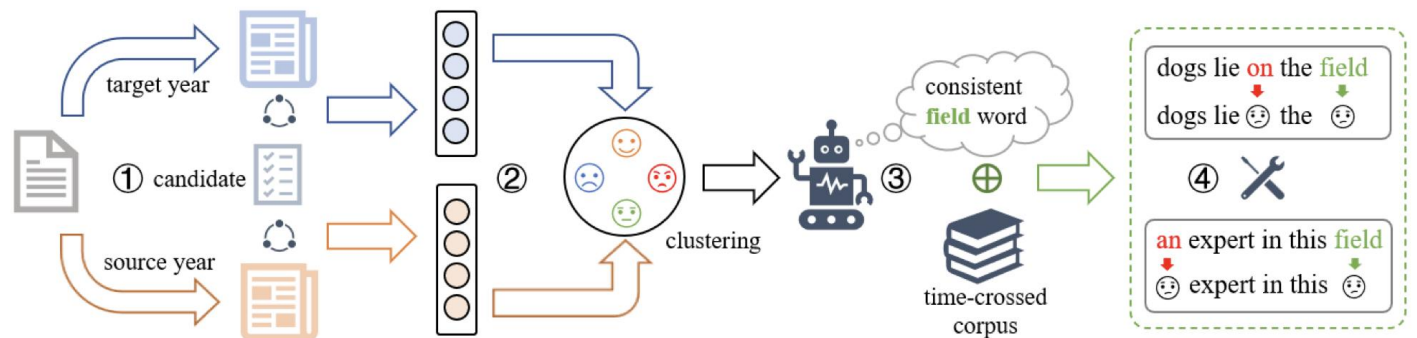 target year
① candidate
source year
②
clustering
③
consistent
field word
time-crossed
corpus
dogs lie on the field
dogs lie the
④
an expert in this field
expert in this